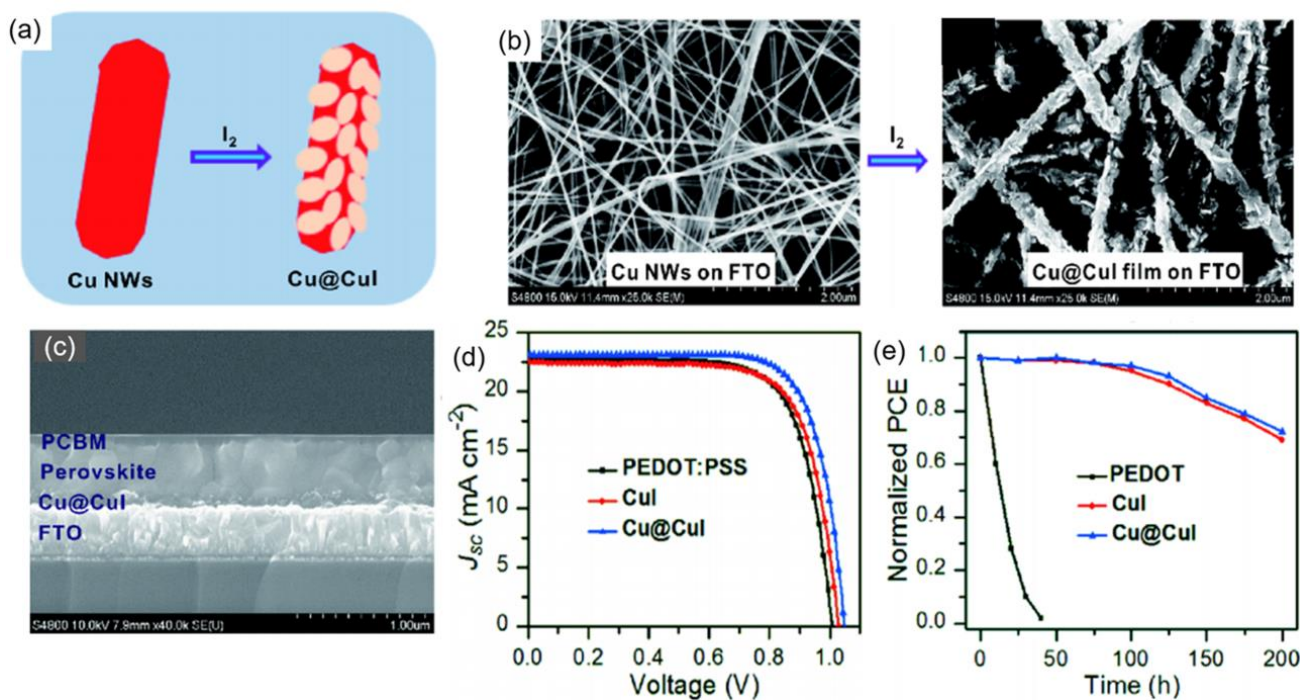 (a)
I2
Cu NWs
Cu@CuI
(b)
Cu NWs on FTO
S4800 15.0kV 11.4mm x25.0k SE(M)
2.00um
I2
Cu@CuI film on FTO
S4800 15.0kV 11.4mm x25.0k SE(M)
2.00um
(c)
PCBM
Perovskite
Cu@CuI
FTO
S4800 10.0kV 7.9mm x40.0k SE(U)
1.00um
(d)
Jsc (mA cm-2)
25
20
15
10
5
0
PEDOT:PSS
CuI
Cu@CuI
0.0 0.2 0.4 0.6 0.8 1.0
Voltage (V)
(e)
Normalized PCE
1.0
0.8
0.6
0.4
0.2
0.0
PEDOT
CuI
Cu@CuI
0 50 100 150 200
Time (h)